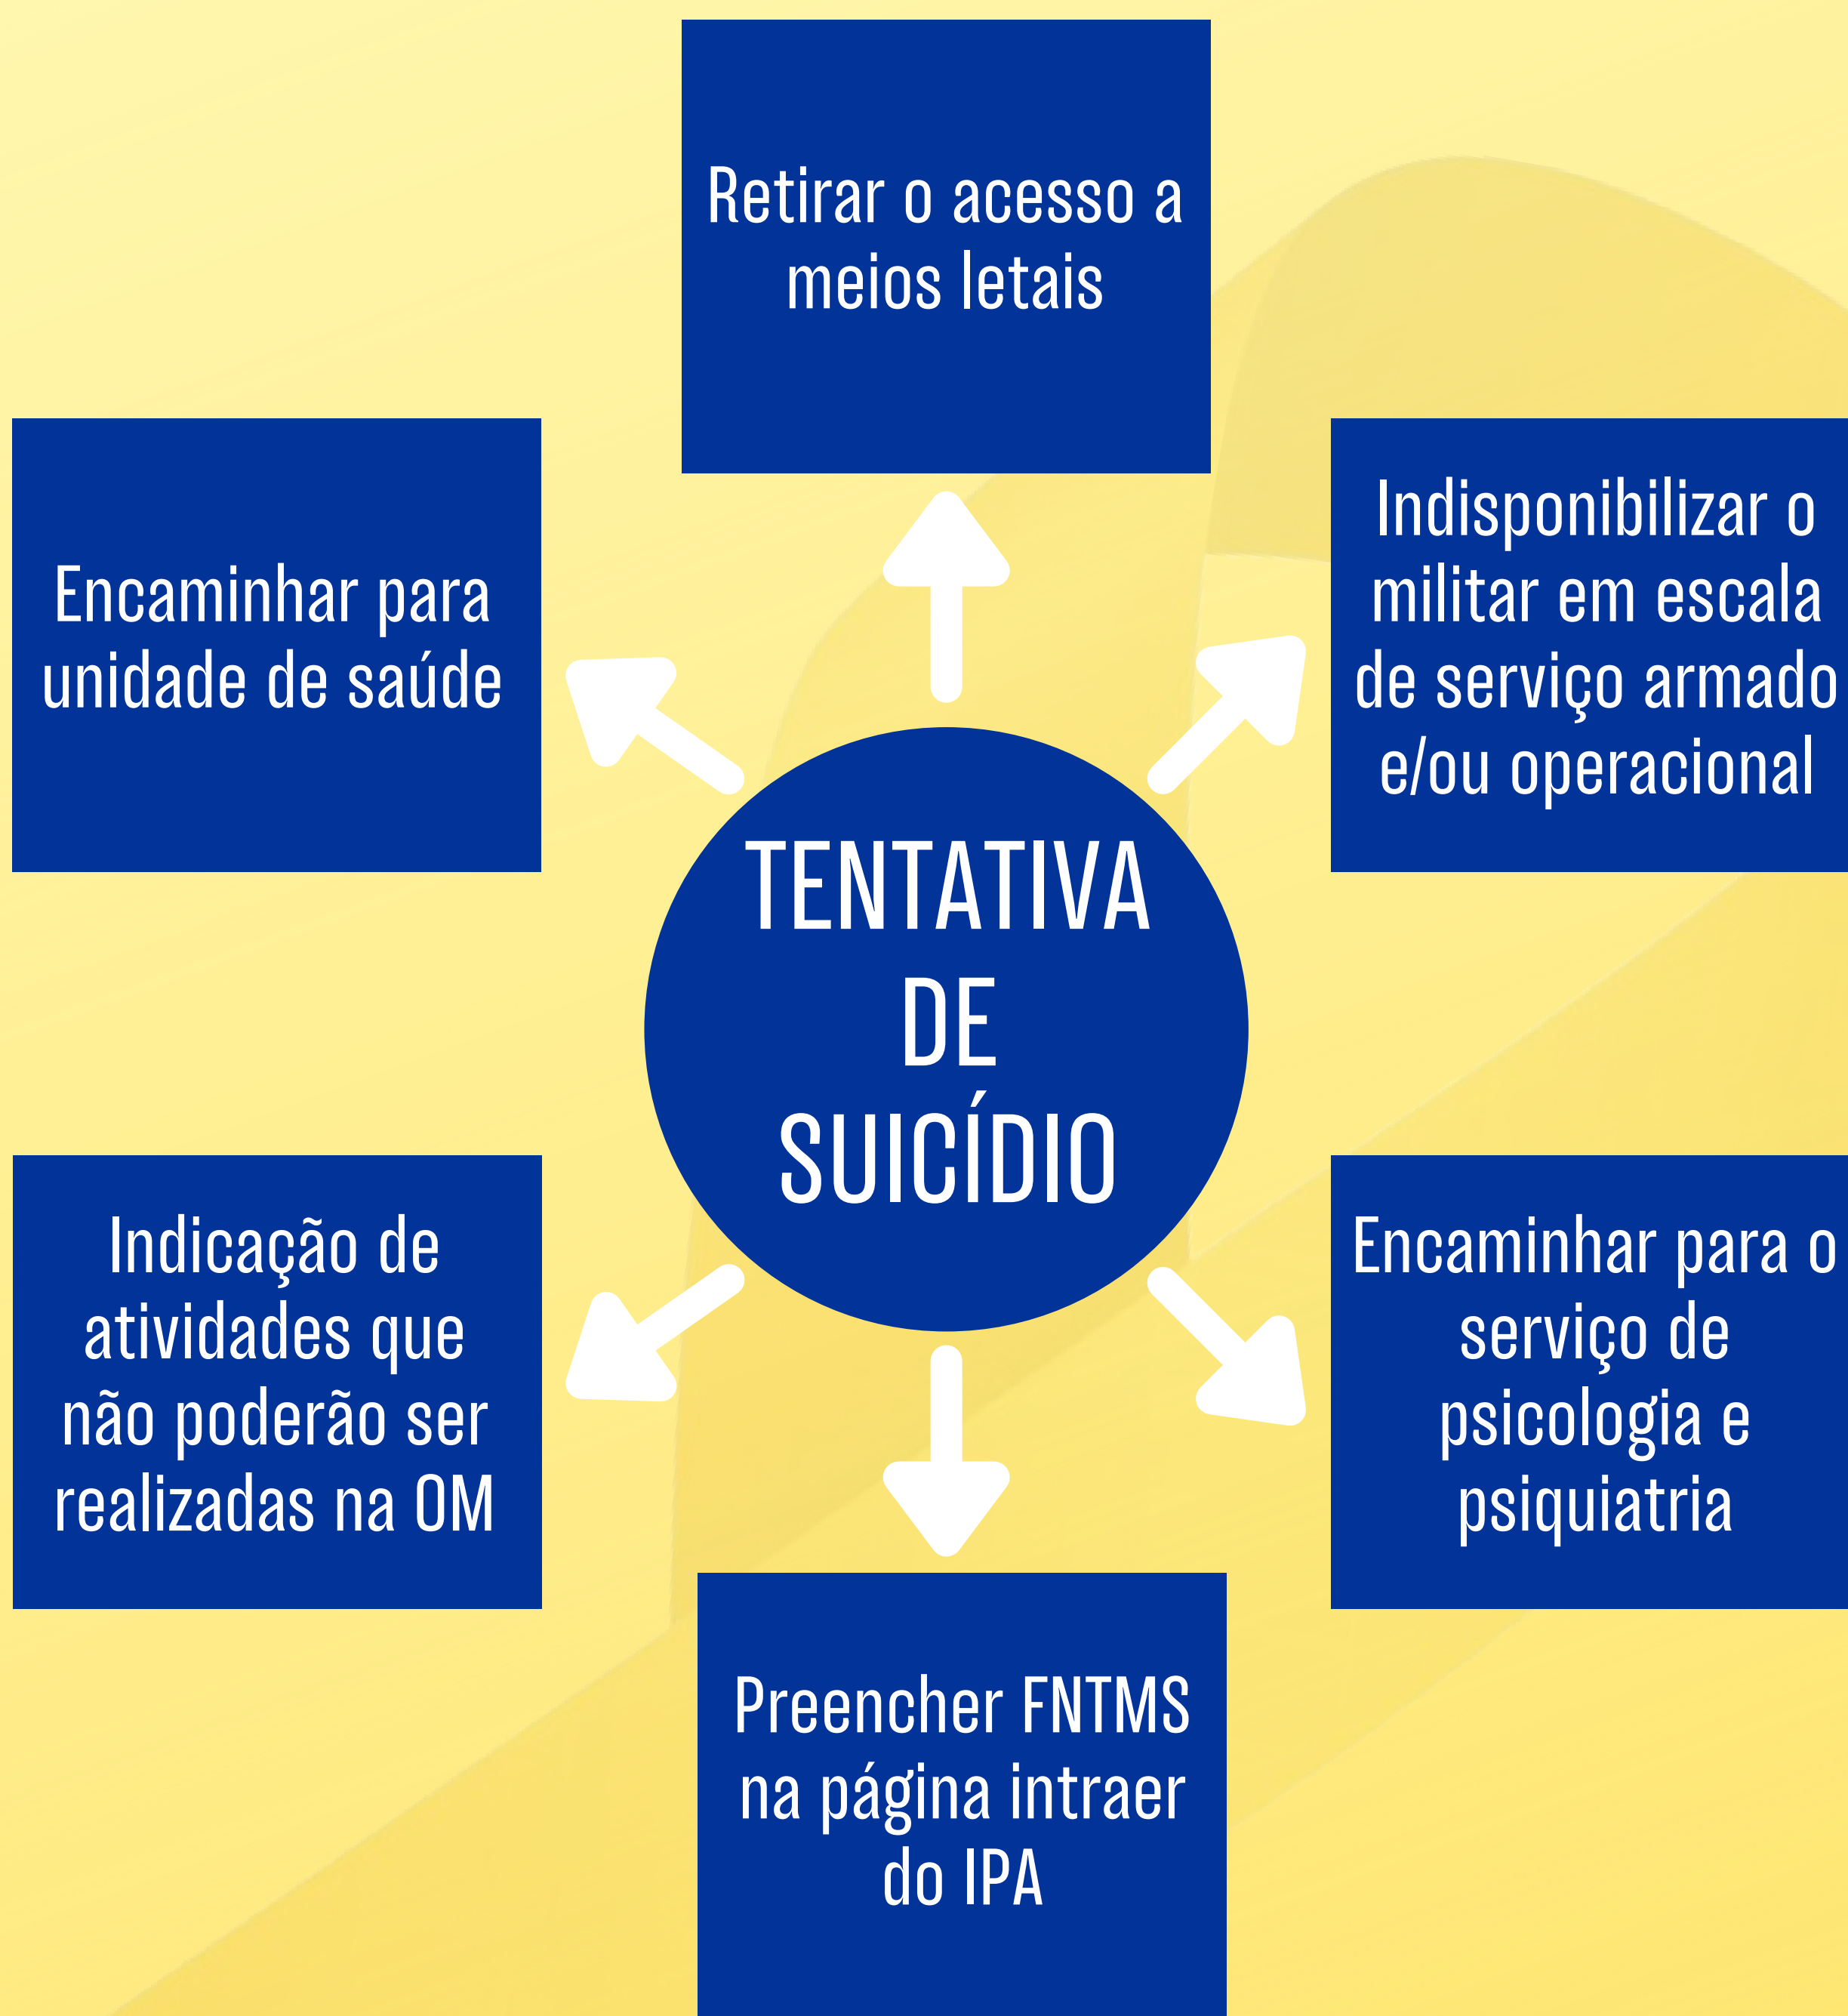 Retirar o acesso a
meios letais
Encaminhar para
unidade de saúde
Indisponibilizar o
militar em escala
de serviço armado
e/ou operacional
TENTATIVA
DE
SUICÍDIO
Indicação de
atividades que
não poderão ser
realizadas na OM
Encaminhar para o
serviço de
psicologia e
psiquiatria
Preencher FNTMS
na página intraer
do IPA